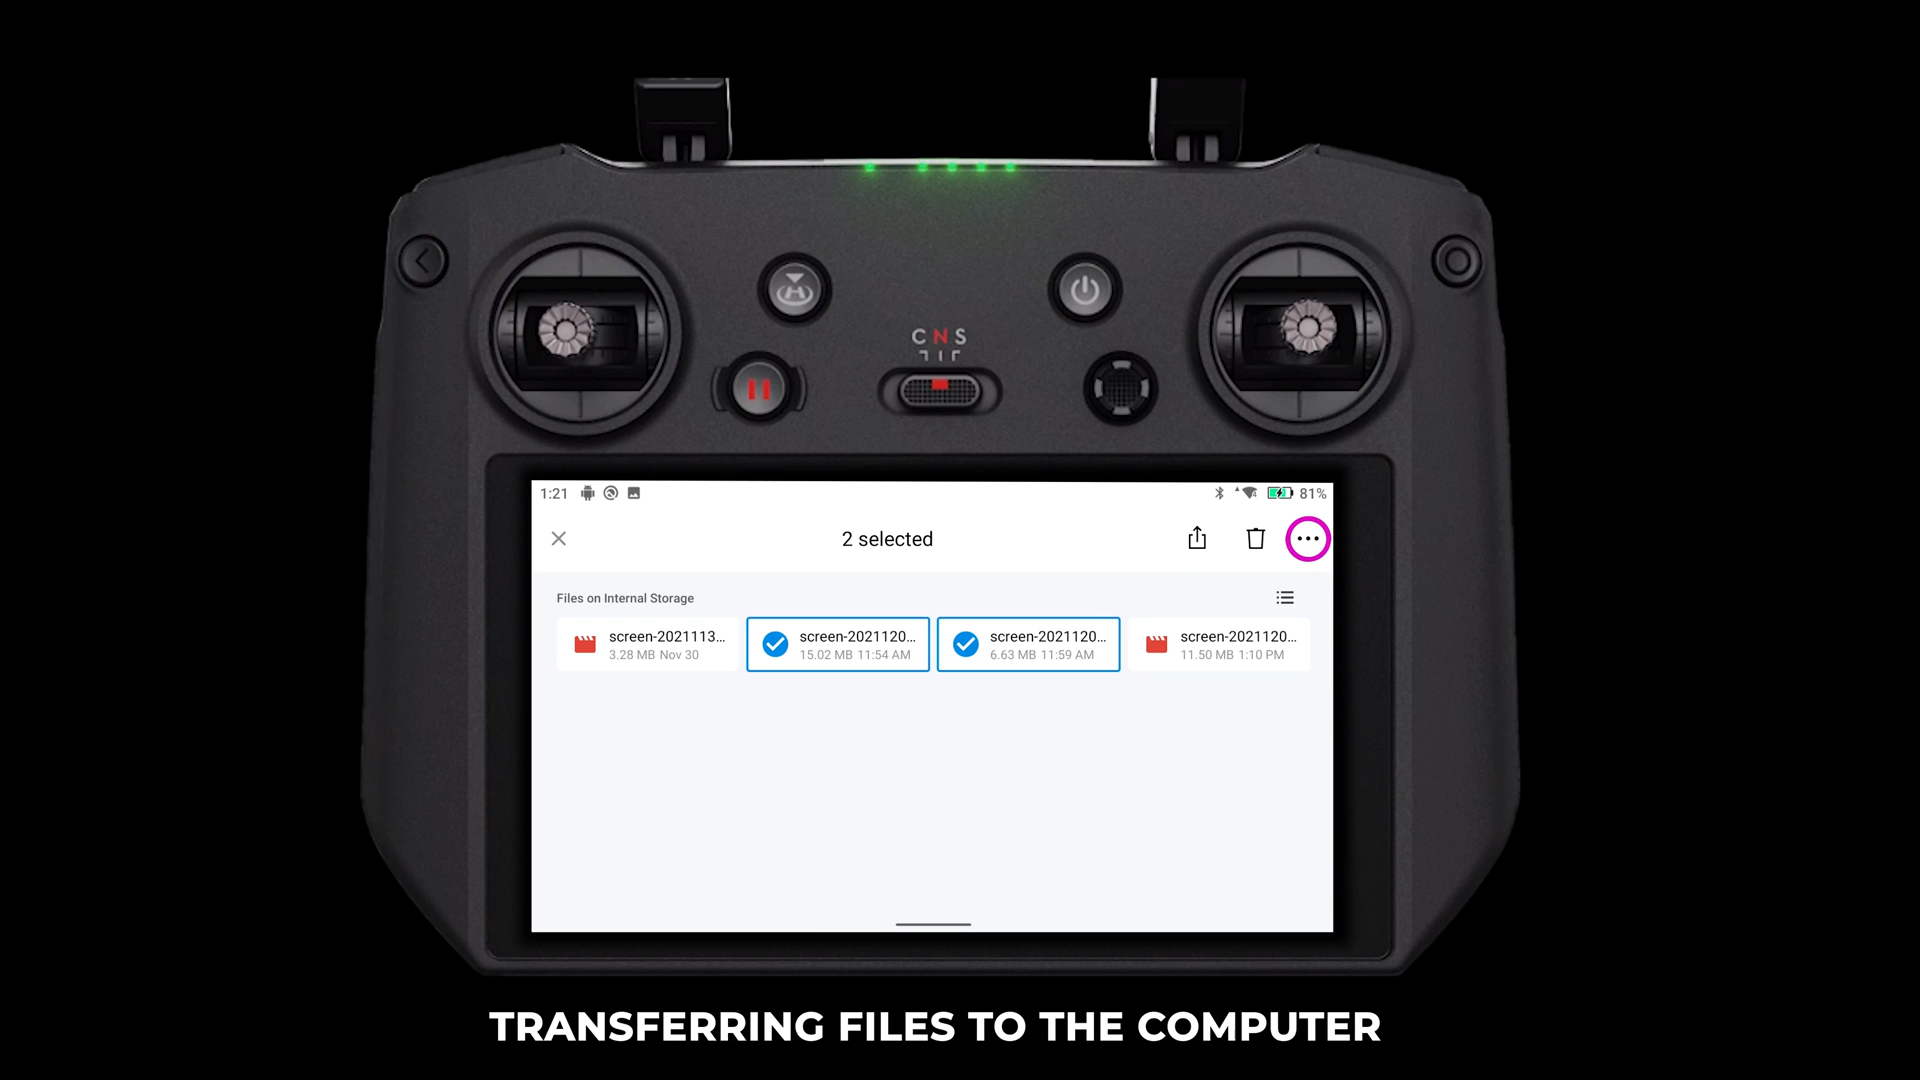 C N S
1:21
81%
2 selected
Files on Internal Storage
screen-2021113...
3.28 MB Nov 30
screen-2021120...
15.02 MB 11:54 AM
screen-2021120...
6.63 MB 11:59 AM
screen-2021120...
11.50 MB 1:10 PM
TRANSFERRING FILES TO THE COMPUTER